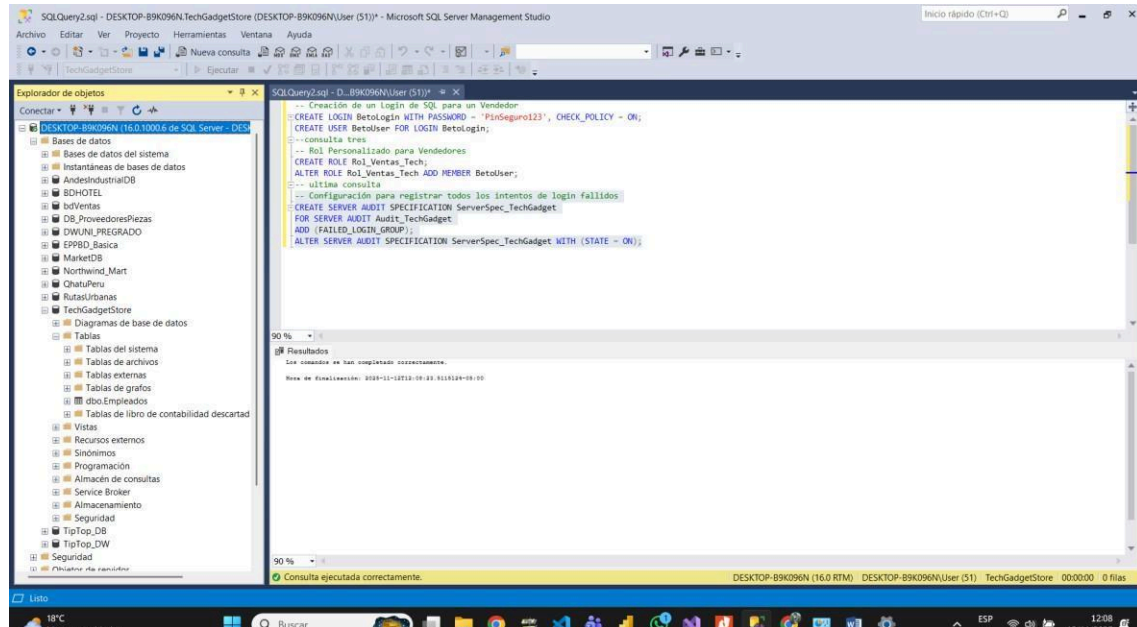 SQLQuery2.sql - DESKTOP-B9K096N.TechGadgetStore (DESKTOP-B9K096N\User (51))* - Microsoft SQL Server Management Studio
Inicio rápido (Ctrl+Q)
Archivo Editar Ver Proyecto Herramientas Ventana Ayuda
Nueva consulta
TechGadgetStore
Ejecutar
Explorador de objetos
Conectar
DESKTOP-B9K096N (16.0.1000.6 de SQL Server - DESK
Bases de datos
Bases de datos del sistema
Instantáneas de bases de datos
AndesIndustrialDB
BDHOTEL
bdVentas
DB_ProveedoresPiezas
DWUNI_PREGRADO
EPPBD_Basica
MarketDB
Northwind_Mart
QhatuPeru
RutasUrbanas
TechGadgetStore
Diagramas de base de datos
Tablas
Tablas del sistema
Tablas de archivos
Tablas externas
Tablas de grafos
dbo.Empleados
Tablas de libro de contabilidad descartad
Vistas
Recursos externos
Sinónimos
Programación
Almacén de consultas
Service Broker
Almacenamiento
Seguridad
TipTop_DB
TipTop_DW
Seguridad
Objetos de servidor
SQLQuery2.sql - D...B9K096N\User (51))*
-- Creación de un Login de SQL para un Vendedor
CREATE LOGIN BetoLogin WITH PASSWORD = 'PinSeguro123', CHECK_POLICY = ON;
CREATE USER BetoUser FOR LOGIN BetoLogin;
--consulta tres
-- Rol Personalizado para Vendedores
CREATE ROLE Rol_Ventas_Tech;
ALTER ROLE Rol_Ventas_Tech ADD MEMBER BetoUser;
-- ultima consulta
-- Configuración para registrar todos los intentos de login fallidos
CREATE SERVER AUDIT SPECIFICATION ServerSpec_TechGadget
FOR SERVER AUDIT Audit_TechGadget
ADD (FAILED_LOGIN_GROUP);
ALTER SERVER AUDIT SPECIFICATION ServerSpec_TechGadget WITH (STATE = ON);
90 %
Resultados
Los comandos se han completado correctamente.
Hora de finalización:
90 %
Consulta ejecutada correctamente.
DESKTOP-B9K096N (16.0 RTM) DESKTOP-B9K096N\User (51) TechGadgetStore 00:00:00 0 filas
Listo
18°C
Buscar
ESP
12:08